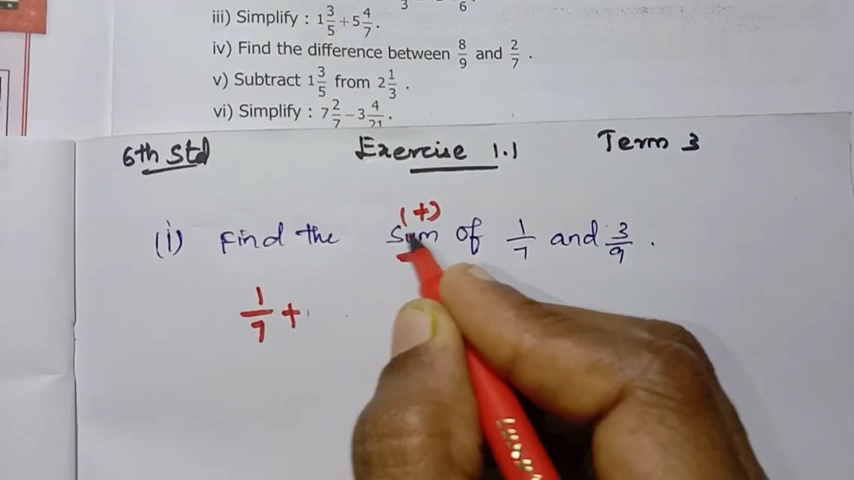 3 6
iii) Simplify : 1 3/5 + 5 4/7 .
iv) Find the difference between 8/9 and 2/7 .
v) Subtract 1 3/5 from 2 1/3 .
vi) Simplify : 7 2/7 − 3 4/21 .
6th Std Exercise 1.1 Term 3
(+)
(i) Find the Sum of 1/7 and 3/9 .
1/7 +